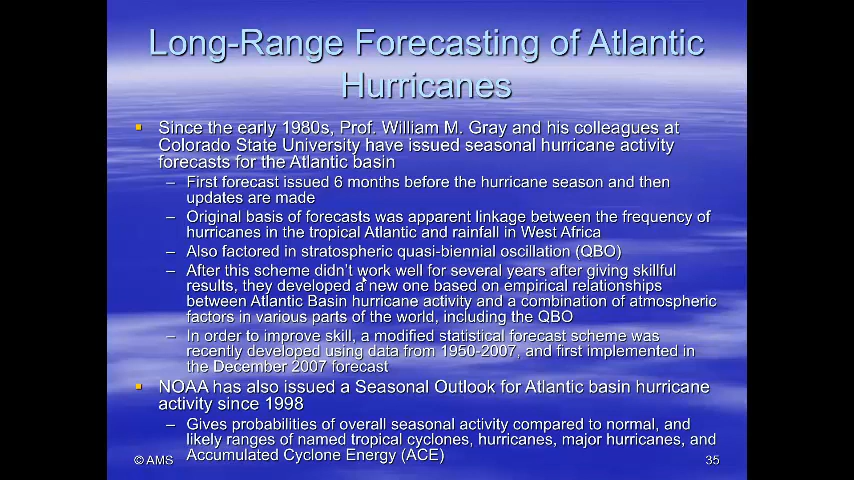 Long-Range Forecasting of Atlantic
Hurricanes
Since the early 1980s, Prof. William M. Gray and his colleagues at
Colorado State University have issued seasonal hurricane activity
forecasts for the Atlantic basin
– First forecast issued 6 months before the hurricane season and then
updates are made
– Original basis of forecasts was apparent linkage between the frequency of
hurricanes in the tropical Atlantic and rainfall in West Africa
– Also factored in stratospheric quasi-biennial oscillation (QBO)
– After this scheme didn't work well for several years after giving skillful
results, they developed a new one based on empirical relationships
between Atlantic Basin hurricane activity and a combination of atmospheric
factors in various parts of the world, including the QBO
– In order to improve skill, a modified statistical forecast scheme was
recently developed using data from 1950-2007, and first implemented in
the December 2007 forecast
NOAA has also issued a Seasonal Outlook for Atlantic basin hurricane
activity since 1998
– Gives probabilities of overall seasonal activity compared to normal, and
likely ranges of named tropical cyclones, hurricanes, major hurricanes, and
Accumulated Cyclone Energy (ACE)
© AMS
35